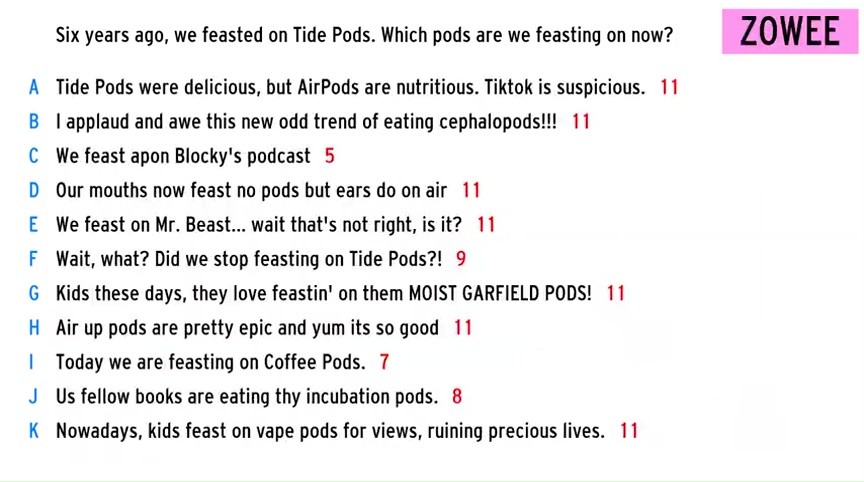 Six years ago, we feasted on Tide Pods. Which pods are we feasting on now?
ZOWEE
A Tide Pods were delicious, but AirPods are nutritious. Tiktok is suspicious. 11
B I applaud and awe this new odd trend of eating cephalopods!!! 11
C We feast apon Blocky's podcast 5
D Our mouths now feast no pods but ears do on air 11
E We feast on Mr. Beast... wait that's not right, is it? 11
F Wait, what? Did we stop feasting on Tide Pods?! 9
G Kids these days, they love feastin' on them MOIST GARFIELD PODS! 11
H Air up pods are pretty epic and yum its so good 11
I Today we are feasting on Coffee Pods. 7
J Us fellow books are eating thy incubation pods. 8
K Nowadays, kids feast on vape pods for views, ruining precious lives. 11